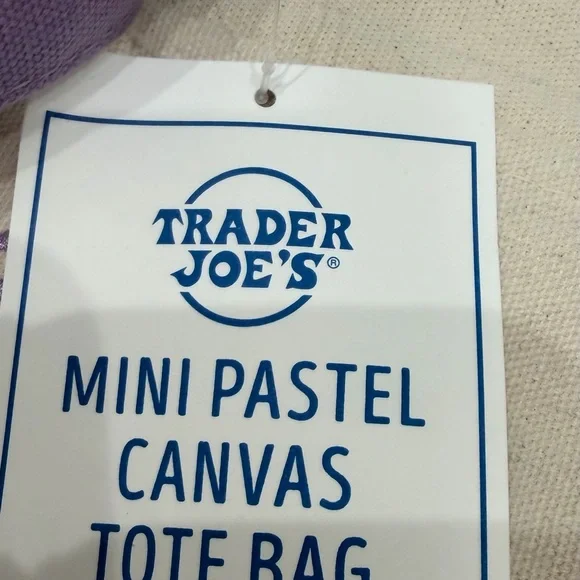 TRADER
JOE'S®
MINI PASTEL
CANVAS
TOTE BAG